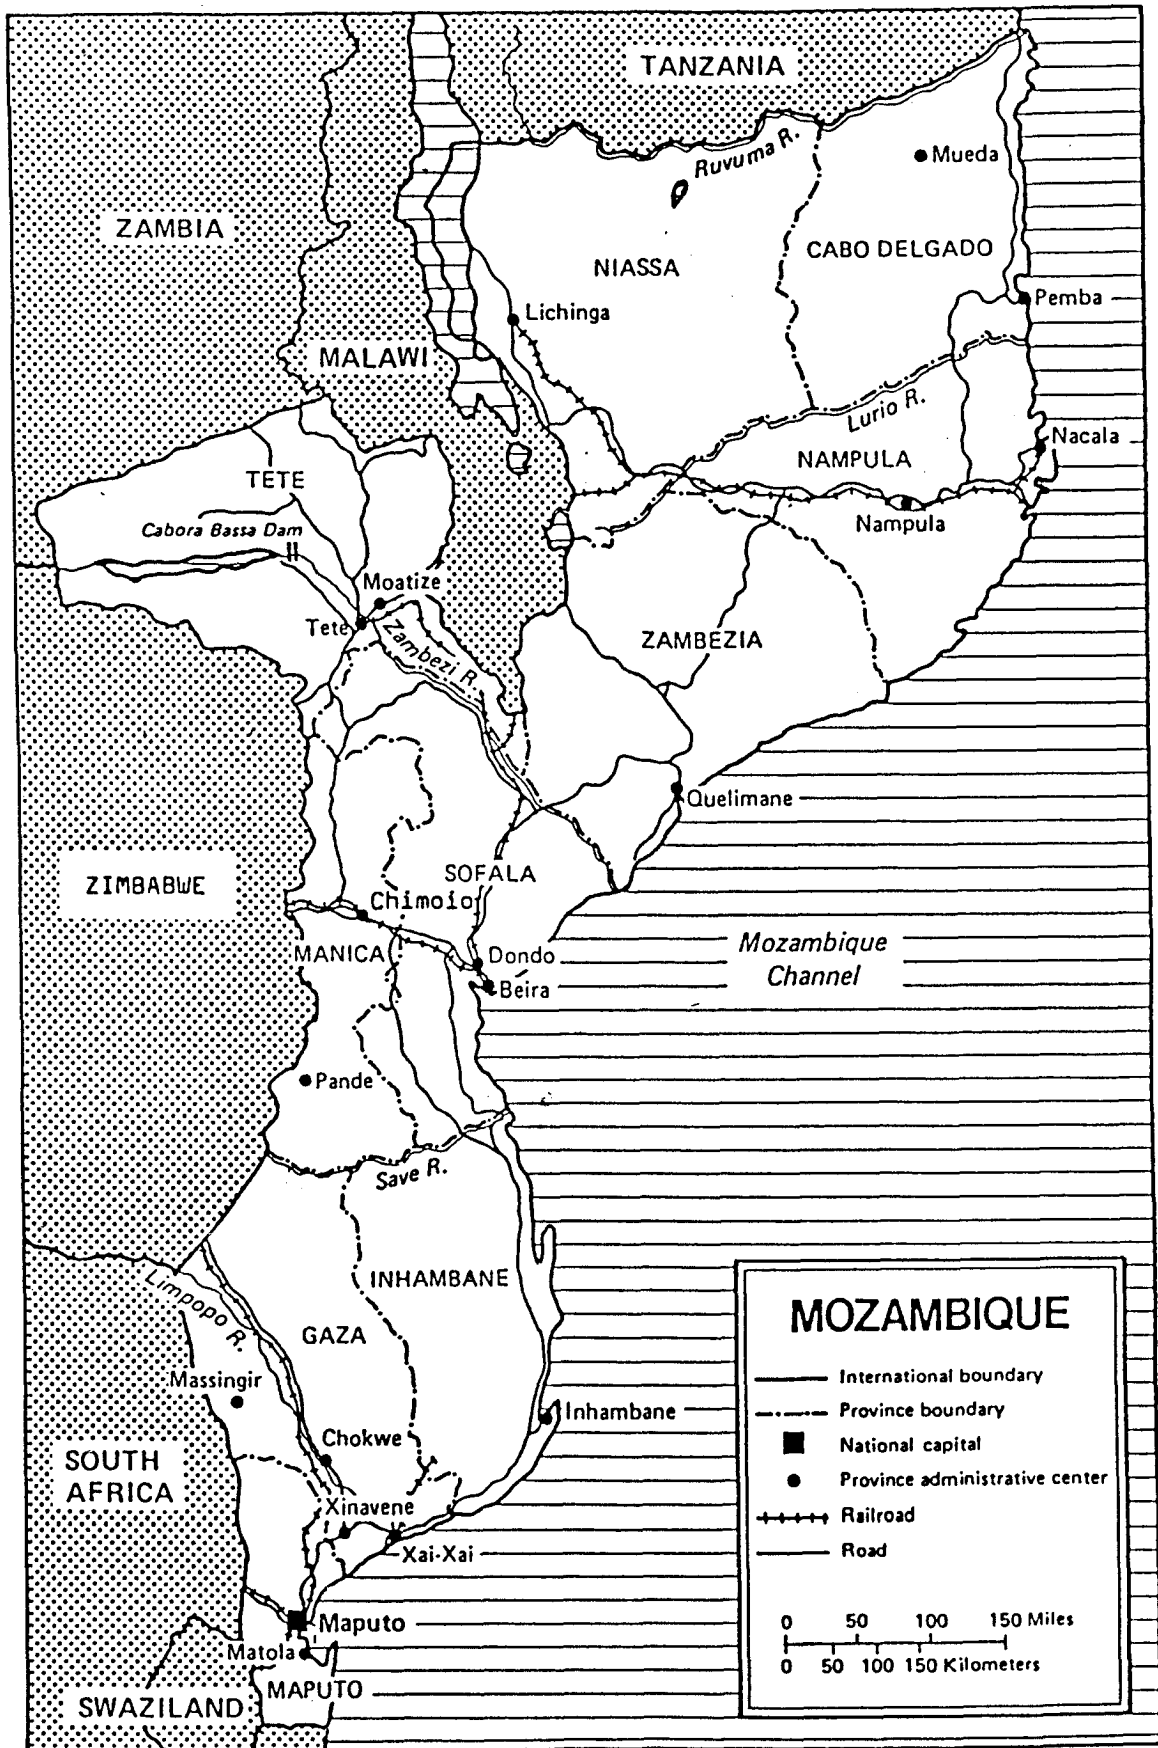 TANZANIA
Ruvuma R.
Mueda
ZAMBIA
NIASSA
CABO DELGADO
Pemba
Lichinga
MALAWI
Lurio R.
Nacala
NAMPULA
TETE
Nampula
Cabora Bassa Dam
Moatize
Tete
Zambezi R.
ZAMBEZIA
Quelimane
SOFALA
ZIMBABWE
Chimoio
MANICA
Dondo
Beira
Mozambique
Channel
Pande
Save R.
INHAMBANE
Limpopo R.
GAZA
Massingir
Inhambane
Chokwe
SOUTH
AFRICA
Xinavene
Xai-Xai
Maputo
Matola
MAPUTO
SWAZILAND
MOZAMBIQUE
International boundary
Province boundary
National capital
Province administrative center
Railroad
Road
0 50 100 150 Miles
0 50 100 150 Kilometers